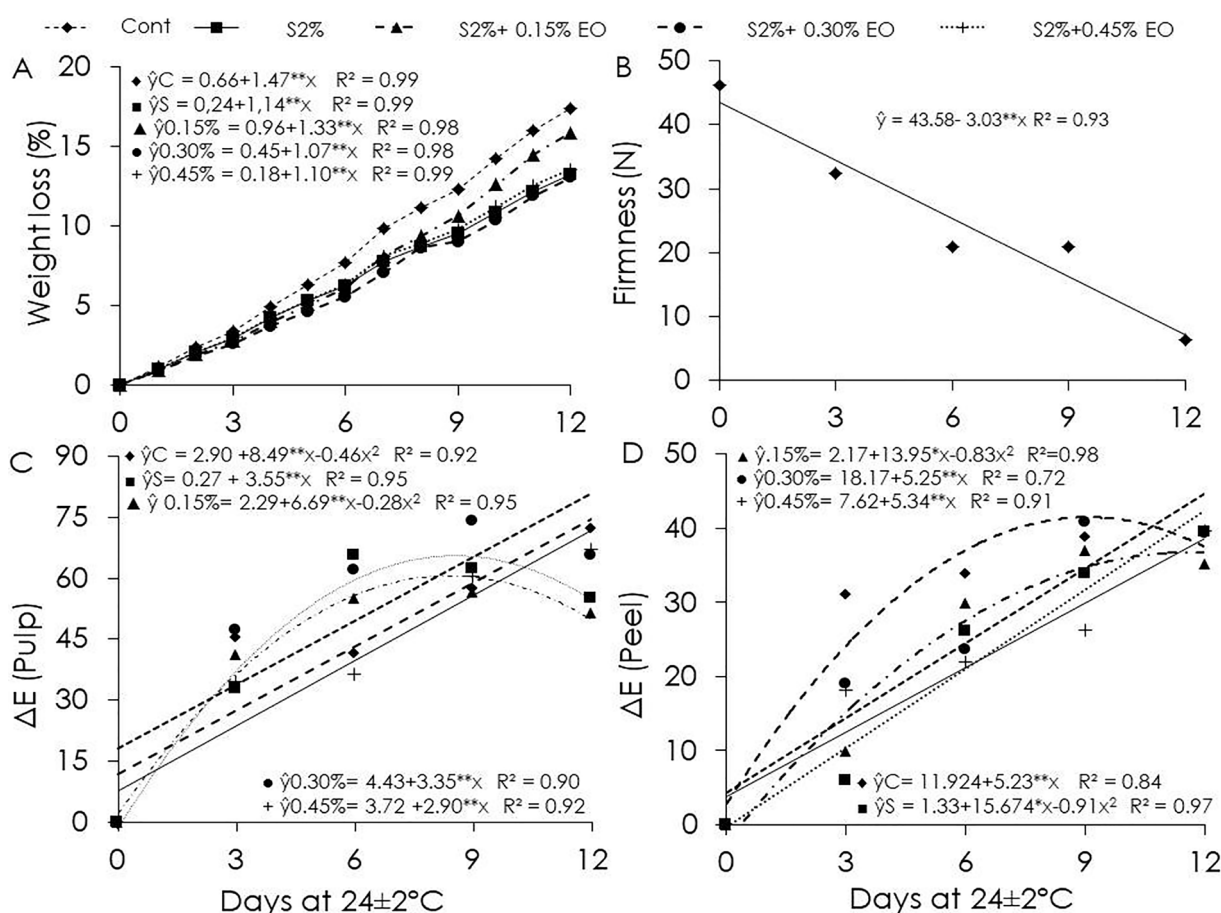 Cont S2% S2%+ 0.15% EO S2%+ 0.30% EO S2%+0.45% EO
A
Weight loss (%)
20
15
10
5
0
ŷC = 0.66+1.47**x R² = 0.99
ŷS = 0,24+1,14**x R² = 0.99
ŷ0.15% = 0.96+1.33**x R² = 0.98
ŷ0.30% = 0.45+1.07**x R² = 0.98
ŷ0.45% = 0.18+1.10**x R² = 0.99
0 3 6 9 12
B
Firmness (N)
50
40
30
20
10
0
ŷ = 43.58- 3.03**x R² = 0.93
0 3 6 9 12
C
ΔE (Pulp)
90
75
60
45
30
15
0
ŷC = 2.90 +8.49**x-0.46x² R² = 0.92
ŷS= 0.27 + 3.55**x R² = 0.95
ŷ 0.15%= 2.29+6.69**x-0.28x² R² = 0.95
ŷ0.30%= 4.43+3.35**x R² = 0.90
ŷ0.45%= 3.72 +2.90**x R² = 0.92
0 3 6 9 12
Days at 24±2°C
D
ΔE (Peel)
50
40
30
20
10
0
ŷ.15%= 2.17+13.95*x-0.83x² R²=0.98
ŷ0.30%= 18.17+5.25**x R² = 0.72
ŷ0.45%= 7.62+5.34**x R² = 0.91
ŷC= 11.924+5.23**x R² = 0.84
ŷS = 1.33+15.674*x-0.91x² R² = 0.97
0 3 6 9 12
Days at 24±2°C